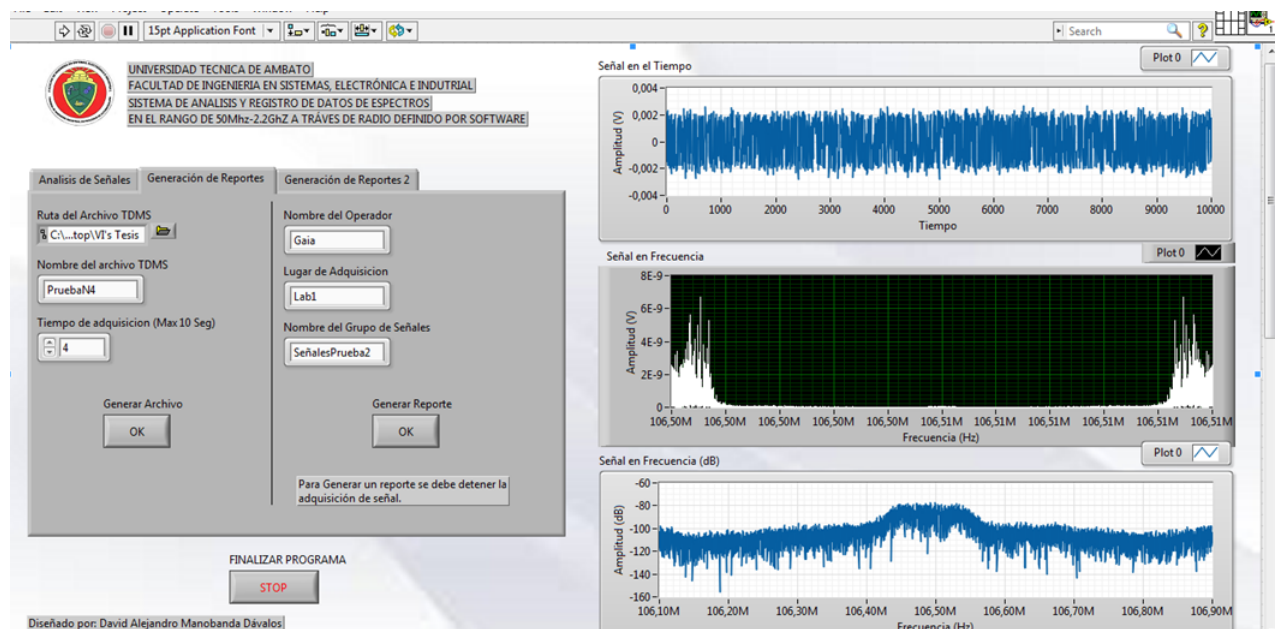 15pt Application Font
Search
UNIVERSIDAD TECNICA DE AMBATO
FACULTAD DE INGENIERIA EN SISTEMAS, ELECTRÓNICA E INDUTRIAL
SISTEMA DE ANALISIS Y REGISTRO DE DATOS DE ESPECTROS
EN EL RANGO DE 50Mhz-2.2GhZ A TRÁVES DE RADIO DEFINIDO POR SOFTWARE
Analisis de Señales
Generación de Reportes
Generación de Reportes 2
Ruta del Archivo TDMS
C:\...top\VI's Tesis
Nombre del archivo TDMS
PruebaN4
Tiempo de adquisicion (Max 10 Seg)
4
Generar Archivo
OK
Nombre del Operador
Gaia
Lugar de Adquisicion
Lab1
Nombre del Grupo de Señales
SeñalesPrueba2
Generar Reporte
OK
Para Generar un reporte se debe detener la
adquisición de señal.
FINALIZAR PROGRAMA
STOP
Diseñado por: David Alejandro Manobanda Dávalos
Señal en el Tiempo
Plot 0
Amplitud (V)
0,004
0,002
0
-0,002
-0,004
0 1000 2000 3000 4000 5000 6000 7000 8000 9000 10000
Tiempo
Señal en Frecuencia
Plot 0
Amplitud (V)
8E-9
6E-9
4E-9
2E-9
0
106,50M 106,50M 106,50M 106,50M 106,50M 106,51M 106,51M 106,51M 106,51M 106,51M 106,51M
Frecuencia (Hz)
Señal en Frecuencia (dB)
Plot 0
Amplitud (dB)
-60
-80
-100
-120
-140
-160
106,10M 106,20M 106,30M 106,40M 106,50M 106,60M 106,70M 106,80M 106,90M
Frecuencia (Hz)